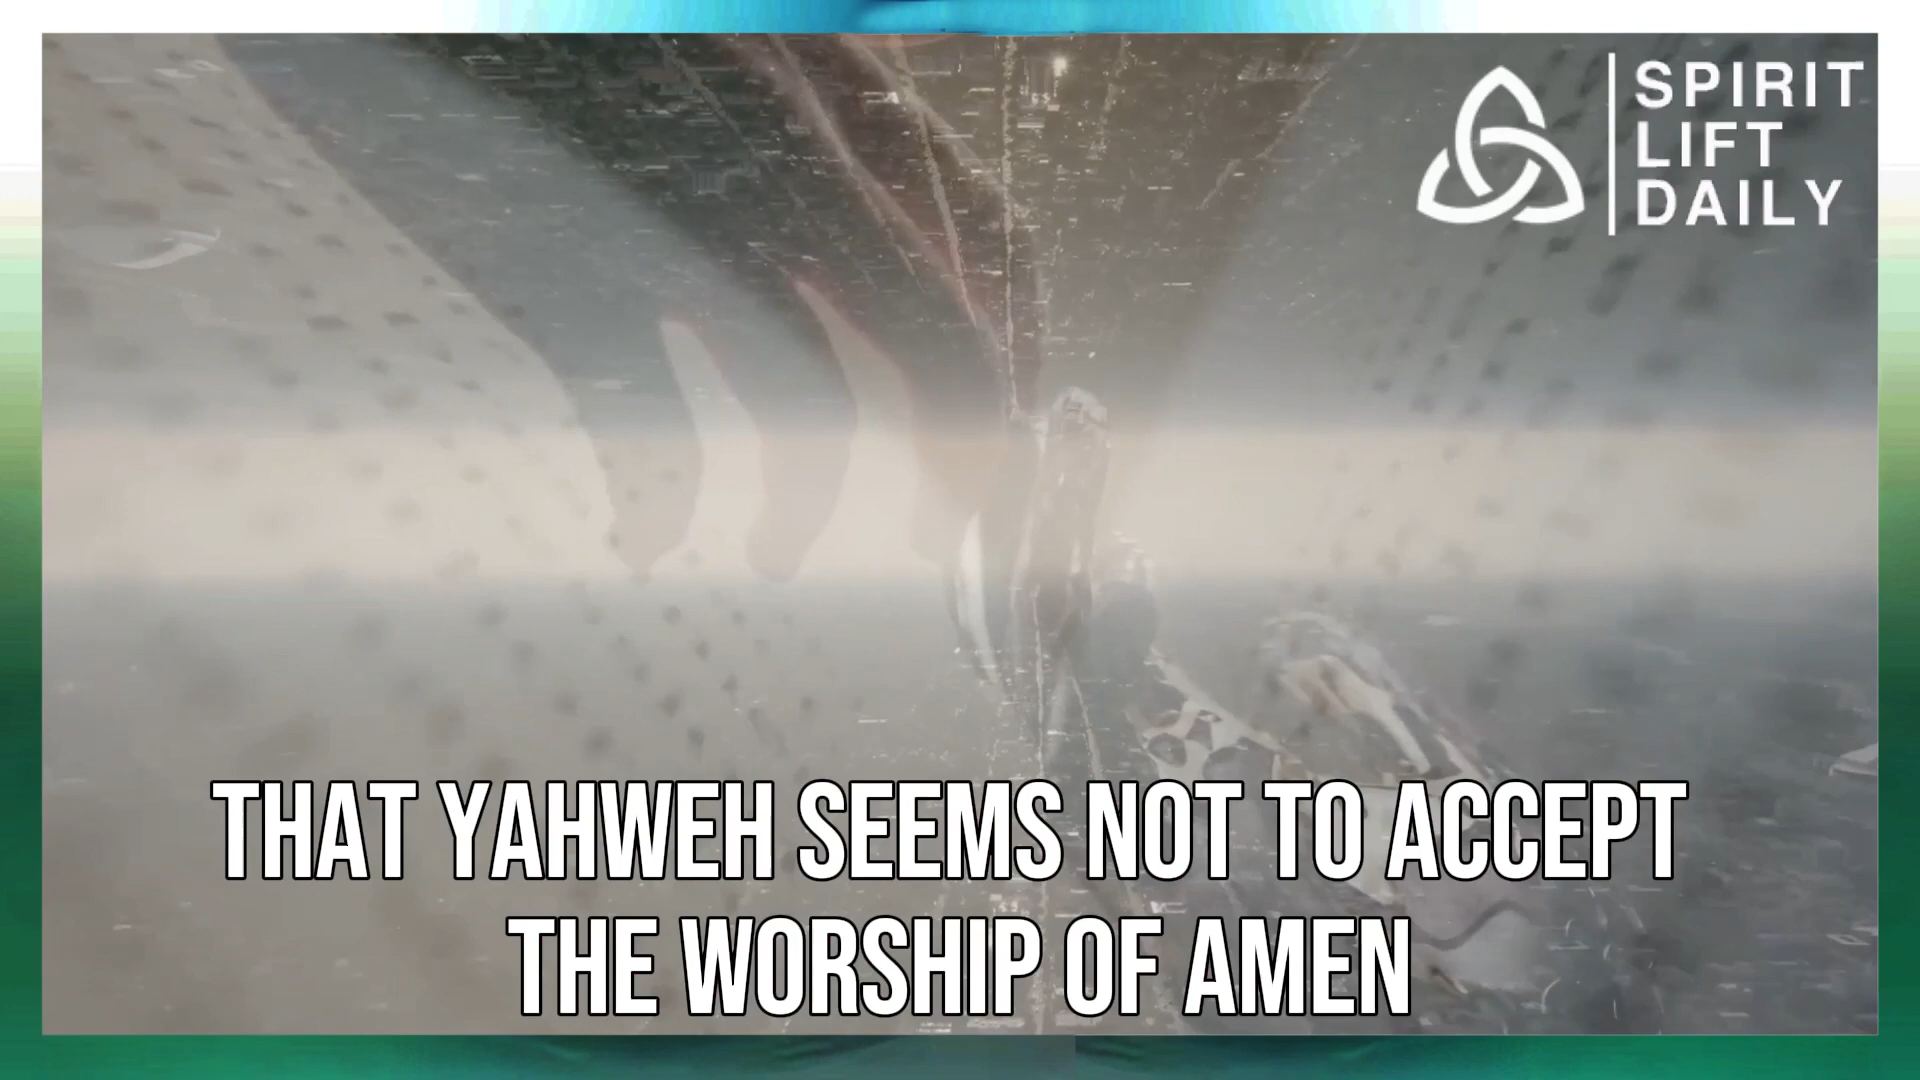 SPIRIT
LIFT
DAILY
THAT YAHWEH SEEMS NOT TO ACCEPT
THE WORSHIP OF AMEN